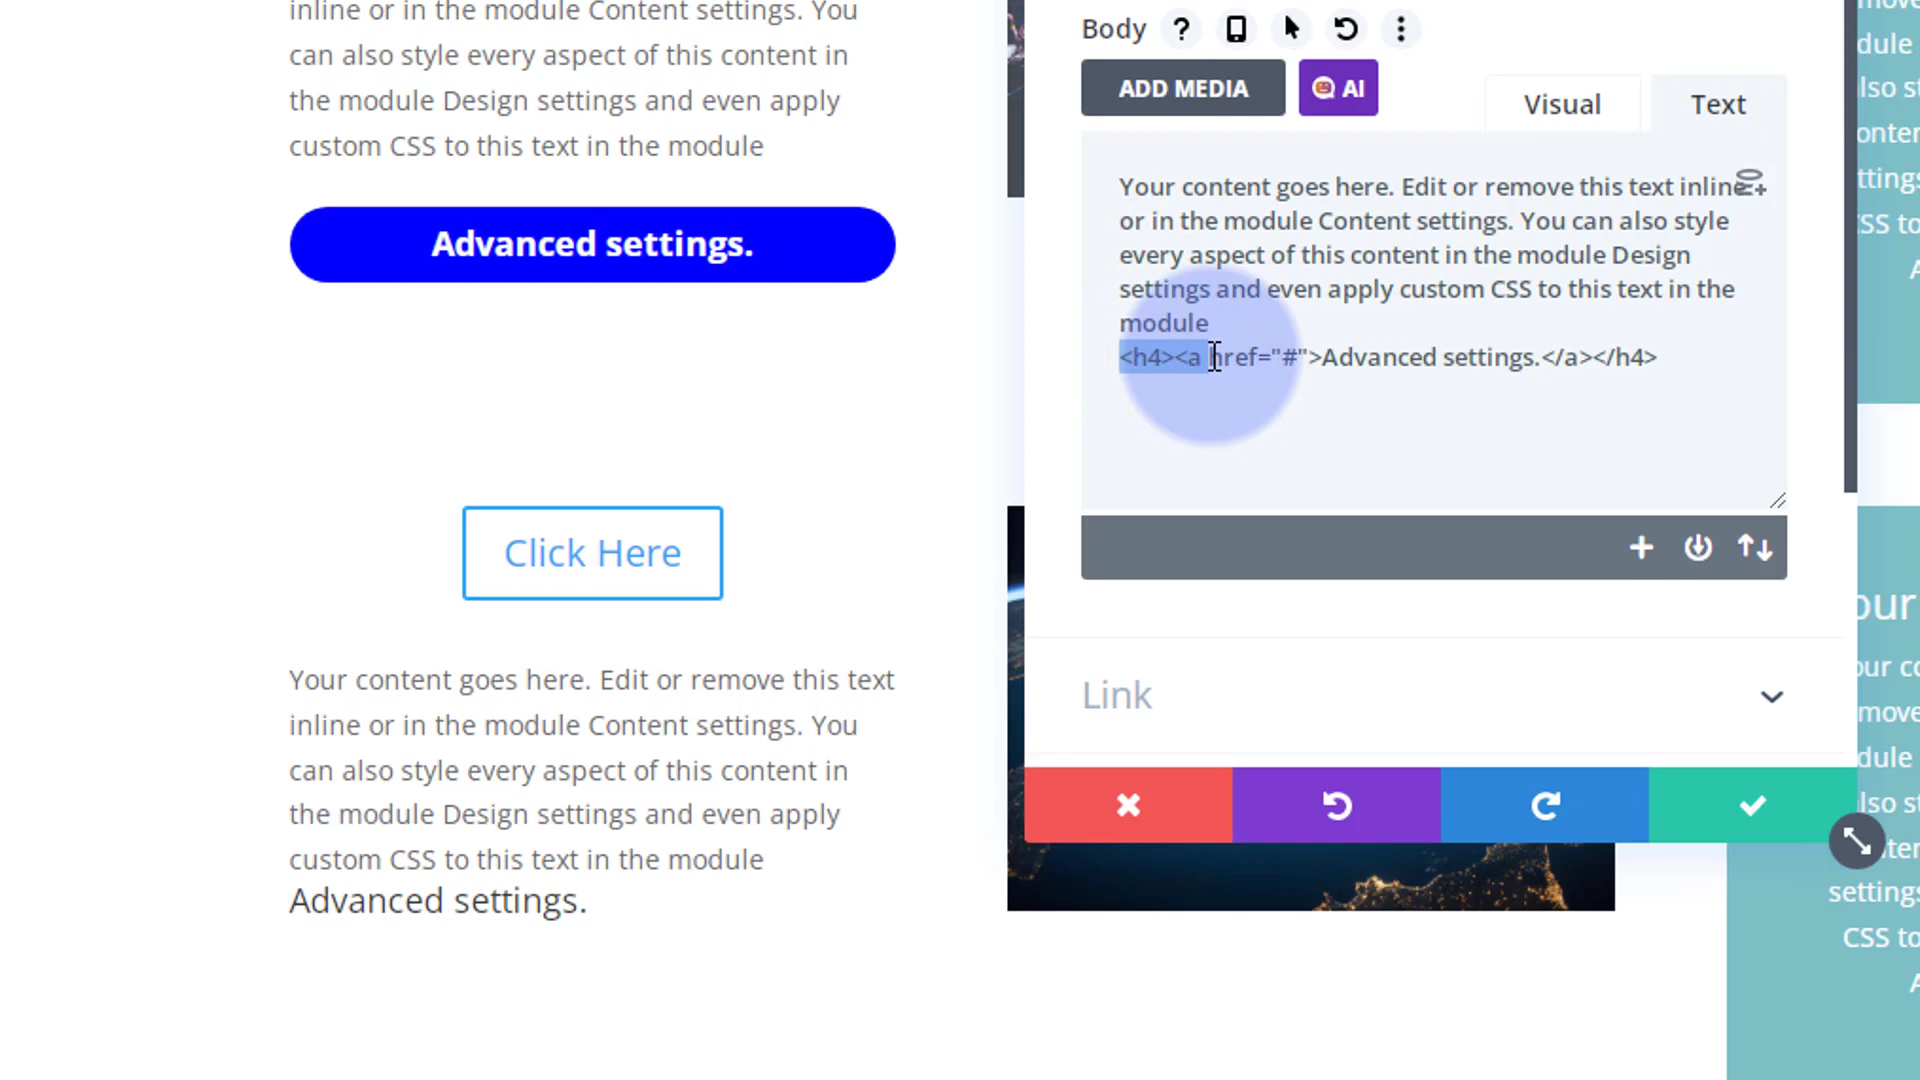 inline or in the module Content settings. You
can also style every aspect of this content in
the module Design settings and even apply
custom CSS to this text in the module
Advanced settings.
Click Here
Your content goes here. Edit or remove this text
inline or in the module Content settings. You
can also style every aspect of this content in
the module Design settings and even apply
custom CSS to this text in the module
Advanced settings.
Body
ADD MEDIA
AI
Visual
Text
Your content goes here. Edit or remove this text inline
or in the module Content settings. You can also style
every aspect of this content in the module Design
settings and even apply custom CSS to this text in the
module
<h4><a href="#">Advanced settings.</a></h4>
Link
settings
CSS to